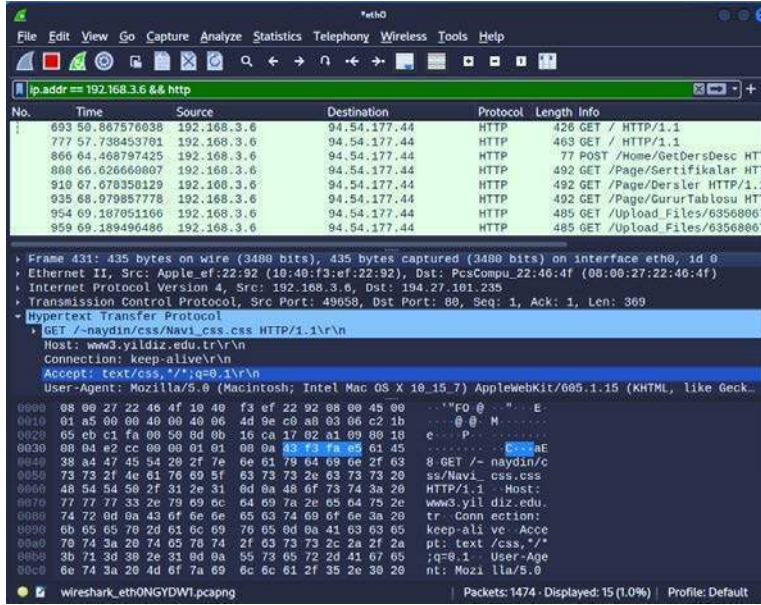 *eth0
File Edit View Go Capture Analyze Statistics Telephony Wireless Tools Help
ip.addr == 192.168.3.6 && http
No. Time Source Destination Protocol Length Info
693 50.867576038 192.168.3.6 94.54.177.44 HTTP 426 GET / HTTP/1.1
777 57.738453701 192.168.3.6 94.54.177.44 HTTP 463 GET / HTTP/1.1
866 64.468797425 192.168.3.6 94.54.177.44 HTTP 77 POST /Home/GetDersDesc HT
888 66.626660807 192.168.3.6 94.54.177.44 HTTP 492 GET /Page/Sertifikalar HT
910 67.678358129 192.168.3.6 94.54.177.44 HTTP 492 GET /Page/Dersler HTTP/1.
935 68.979857778 192.168.3.6 94.54.177.44 HTTP 492 GET /Page/GururTablosu HT
954 69.187051166 192.168.3.6 94.54.177.44 HTTP 485 GET /Upload_Files/6356806
959 69.189496486 192.168.3.6 94.54.177.44 HTTP 485 GET /Upload_Files/6356806
Frame 431: 435 bytes on wire (3480 bits), 435 bytes captured (3480 bits) on interface eth0, id 0
Ethernet II, Src: Apple_ef:22:92 (10:40:f3:ef:22:92), Dst: PcsCompu_22:46:4f (08:00:27:22:46:4f)
Internet Protocol Version 4, Src: 192.168.3.6, Dst: 194.27.101.235
Transmission Control Protocol, Src Port: 49658, Dst Port: 80, Seq: 1, Ack: 1, Len: 369
Hypertext Transfer Protocol
GET /~naydin/css/Navi_css.css HTTP/1.1\r\n
Host: www3.yildiz.edu.tr\r\n
Connection: keep-alive\r\n
Accept: text/css,*/*;q=0.1\r\n
User-Agent: Mozilla/5.0 (Macintosh; Intel Mac OS X 10_15_7) AppleWebKit/605.1.15 (KHTML, like Geck…
0000 08 00 27 22 46 4f 10 40 f3 ef 22 92 08 00 45 00 ··'"FO·@ ··"···E·
0010 01 a5 00 00 40 00 40 06 4d 9e c0 a8 03 06 c2 1b ····@·@· M·······
0020 65 eb c1 fa 00 50 8d 0b 16 ca 17 02 a1 09 80 18 e····P·· ········
0030 08 04 e2 cc 00 00 01 01 08 0a 43 f3 fa e5 61 45 ········ ··C···aE
0040 38 a4 47 45 54 20 2f 7e 6e 61 79 64 69 6e 2f 63 8·GET /~ naydin/c
0050 73 73 2f 4e 61 76 69 5f 63 73 73 2e 63 73 73 20 ss/Navi_ css.css
0060 48 54 54 50 2f 31 2e 31 0d 0a 48 6f 73 74 3a 20 HTTP/1.1 ··Host:
0070 77 77 77 33 2e 79 69 6c 64 69 7a 2e 65 64 75 2e www3.yil diz.edu.
0080 74 72 0d 0a 43 6f 6e 6e 65 63 74 69 6f 6e 3a 20 tr··Conn ection:
0090 6b 65 65 70 2d 61 6c 69 76 65 0d 0a 41 63 63 65 keep-ali ve··Acce
00a0 70 74 3a 20 74 65 78 74 2f 63 73 73 2c 2a 2f 2a pt: text /css,*/*
00b0 3b 71 3d 30 2e 31 0d 0a 55 73 65 72 2d 41 67 65 ;q=0.1·· User-Age
00c0 6e 74 3a 20 4d 6f 7a 69 6c 6c 61 2f 35 2e 30 20 nt: Mozi lla/5.0
wireshark_eth0NGYDW1.pcapng Packets: 1474 · Displayed: 15 (1.0%) Profile: Default